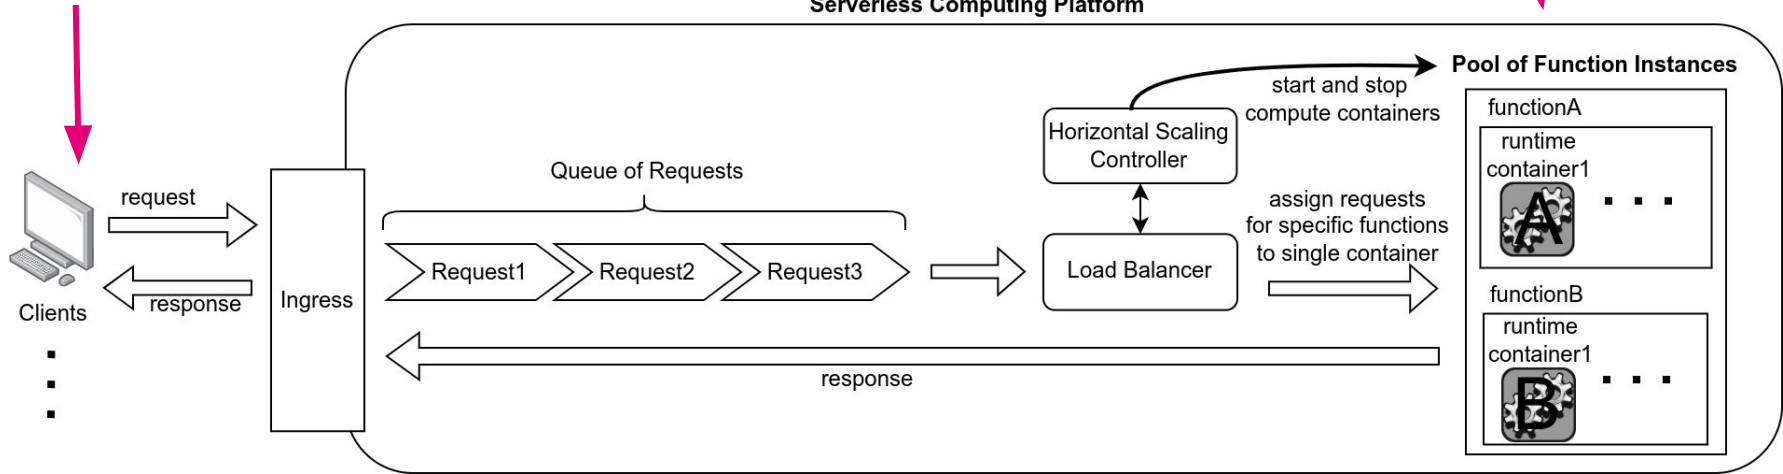 Serverless Computing Platform
Pool of Function Instances
start and stop
compute containers
functionA
Horizontal Scaling
Controller
runtime
container1
A
Queue of Requests
request
assign requests
for specific functions
to single container
Request1
Request2
Request3
Load Balancer
Ingress
response
Clients
functionB
runtime
container1
B
response